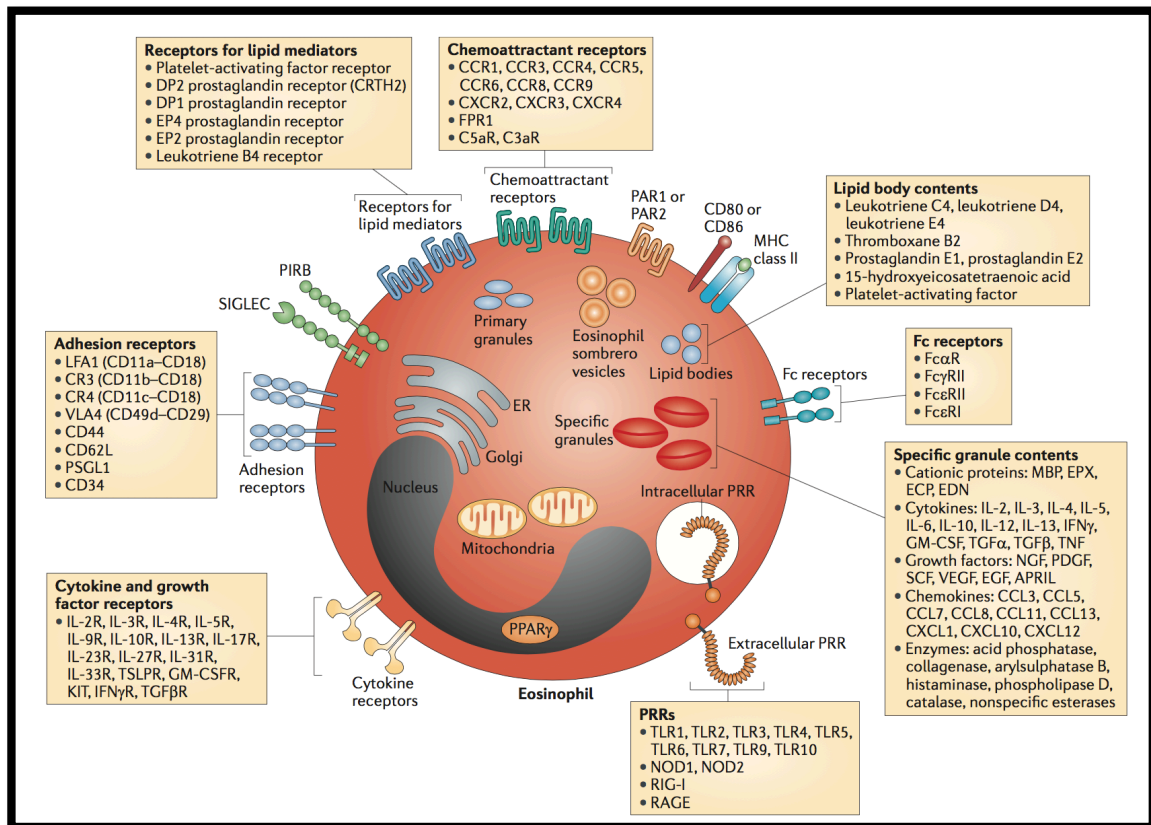 Receptors for lipid mediators
• Platelet-activating factor receptor
• DP2 prostaglandin receptor (CRTH2)
• DP1 prostaglandin receptor
• EP4 prostaglandin receptor
• EP2 prostaglandin receptor
• Leukotriene B4 receptor
Chemoattractant receptors
• CCR1, CCR3, CCR4, CCR5,
CCR6, CCR8, CCR9
• CXCR2, CXCR3, CXCR4
• FPR1
• C5aR, C3aR
Receptors for
lipid mediators
Chemoattractant
receptors
PAR1 or
PAR2
CD80 or
CD86
MHC
class II
Lipid body contents
• Leukotriene C4, leukotriene D4,
leukotriene E4
• Thromboxane B2
• Prostaglandin E1, prostaglandin E2
• 15-hydroxyeicosatetraenoic acid
• Platelet-activating factor
PIRB
SIGLEC
Primary
granules
Eosinophil
sombrero
vesicles
Lipid bodies
Adhesion receptors
• LFA1 (CD11a–CD18)
• CR3 (CD11b–CD18)
• CR4 (CD11c–CD18)
• VLA4 (CD49d–CD29)
• CD44
• CD62L
• PSGL1
• CD34
Adhesion
receptors
ER
Golgi
Nucleus
Specific
granules
Fc receptors
Fc receptors
• FcαR
• FcγRII
• FcεRII
• FcεRI
Mitochondria
Intracellular PRR
Specific granule contents
• Cationic proteins: MBP, EPX,
ECP, EDN
• Cytokines: IL-2, IL-3, IL-4, IL-5,
IL-6, IL-10, IL-12, IL-13, IFNγ,
GM-CSF, TGFα, TGFβ, TNF
• Growth factors: NGF, PDGF,
SCF, VEGF, EGF, APRIL
• Chemokines: CCL3, CCL5,
CCL7, CCL8, CCL11, CCL13,
CXCL1, CXCL10, CXCL12
• Enzymes: acid phosphatase,
collagenase, arylsulphatase B,
histaminase, phospholipase D,
catalase, nonspecific esterases
Cytokine and growth
factor receptors
• IL-2R, IL-3R, IL-4R, IL-5R,
IL-9R, IL-10R, IL-13R, IL-17R,
IL-23R, IL-27R, IL-31R,
IL-33R, TSLPR, GM-CSFR,
KIT, IFNγR, TGFβR
Cytokine
receptors
PPARγ
Extracellular PRR
Eosinophil
PRRs
• TLR1, TLR2, TLR3, TLR4, TLR5,
TLR6, TLR7, TLR9, TLR10
• NOD1, NOD2
• RIG-I
• RAGE